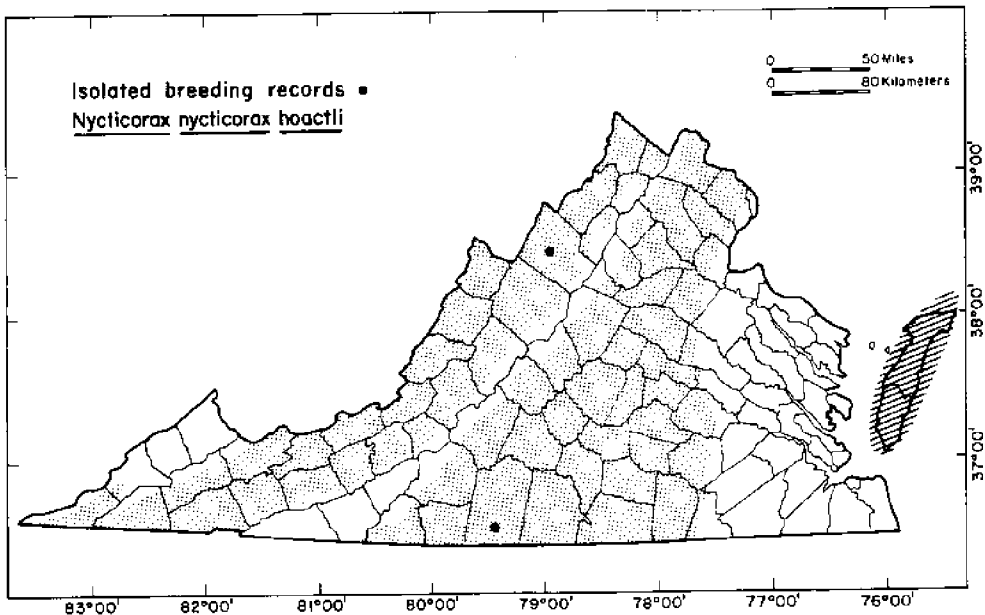 Isolated breeding records
Nycticorax nycticorax hoactli
0 50 Miles
0 80 Kilometers
39°00'
38°00'
37°00'
83°00' 82°00' 81°00' 80°00' 79°00' 78°00' 77°00' 76°00'